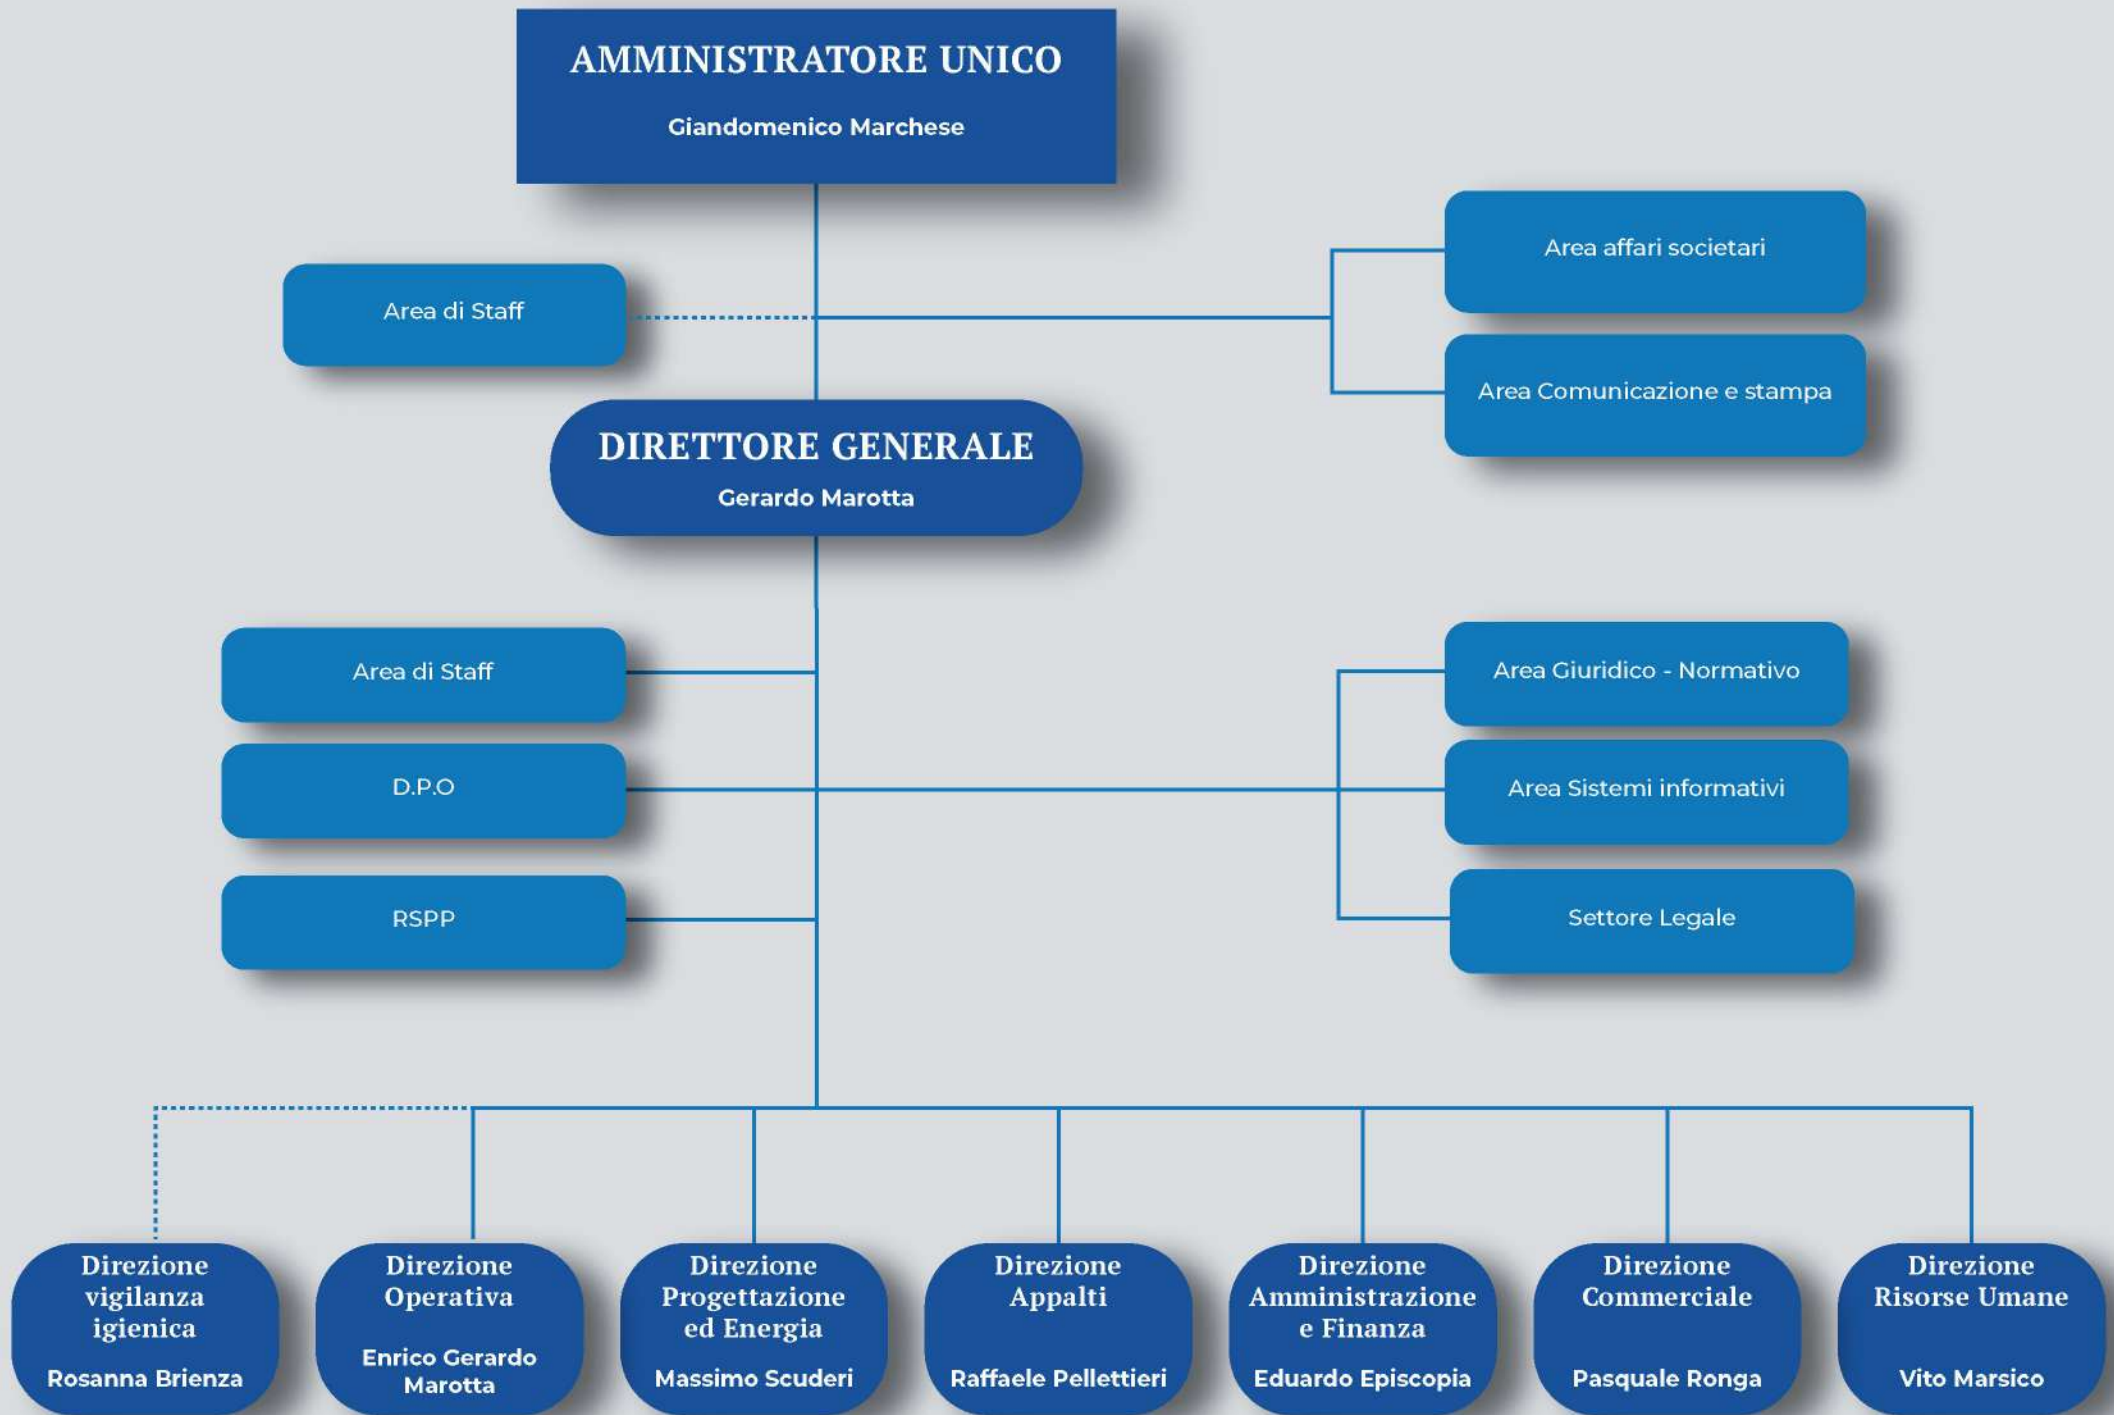 AMMINISTRATORE UNICO
Giandomenico Marchese
Area affari societari
Area di Staff
Area Comunicazione e stampa
DIRETTORE GENERALE
Gerardo Marotta
Area di Staff
Area Giuridico - Normativo
D.P.O
Area Sistemi informativi
RSPP
Settore Legale
Direzione
vigilanza
igienica
Rosanna Brienza
Direzione
Operativa
Enrico Gerardo
Marotta
Direzione
Progettazione
ed Energia
Massimo Scuderi
Direzione
Appalti
Raffaele Pellettieri
Direzione
Amministrazione
e Finanza
Eduardo Episcopia
Direzione
Commerciale
Pasquale Ronga
Direzione
Risorse Umane
Vito Marsico